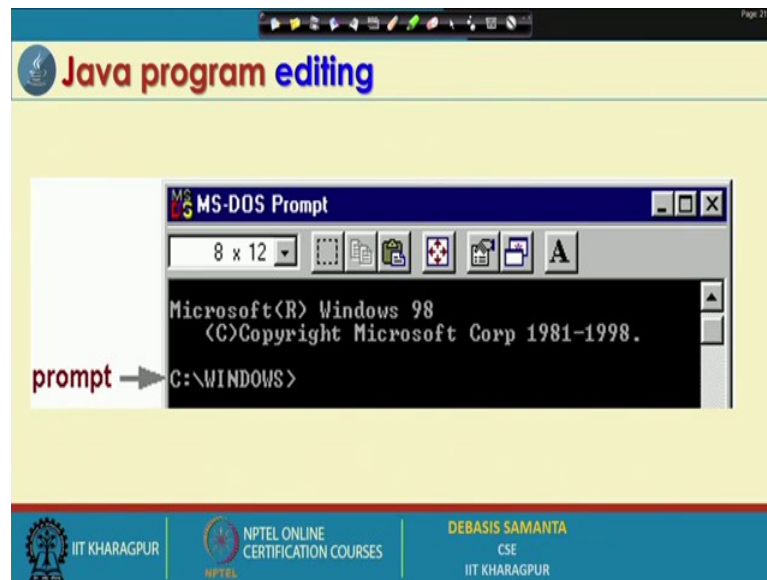 Page: 21
Java program editing
MS-DOS Prompt
8 x 12
A
Microsoft(R) Windows 98
(C)Copyright Microsoft Corp 1981-1998.
prompt
C:\WINDOWS>
IIT KHARAGPUR
NPTEL
NPTEL ONLINE
CERTIFICATION COURSES
DEBASIS SAMANTA
CSE
IIT KHARAGPUR